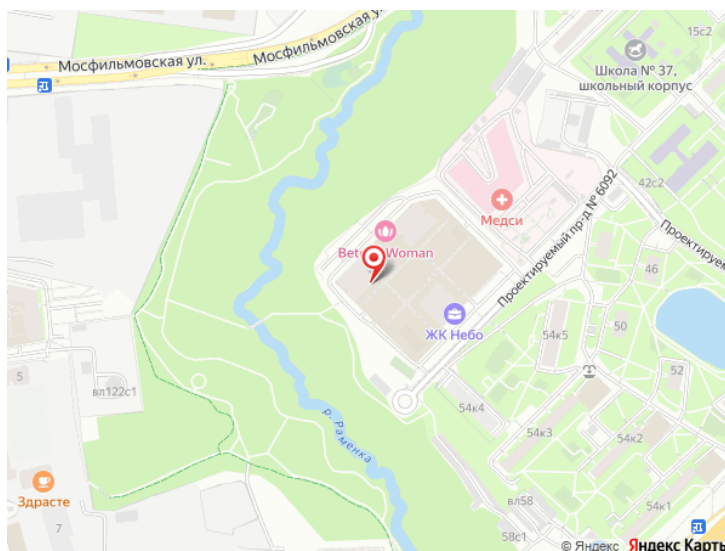 Мосфильмовская ул.
Мосфильмовская
15с2
Школа № 37,
школьный корпус
42с2
Медси
Проектируемый пр-д № 6092
Проектируемый
Woman
46
ЖК Небо
50
54к5
52
5
вл122с1
54к4
54к3
54к2
р. Раменка
Здрасте
7
вл58
54к1
58с1
© Яндекс Яндекс Карты